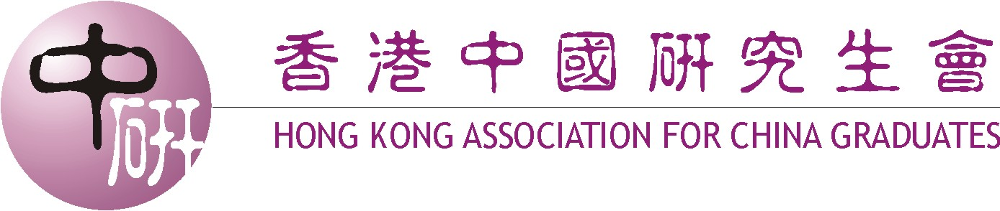 中研
香港中國研究生會
HONG KONG ASSOCIATION FOR CHINA GRADUATES